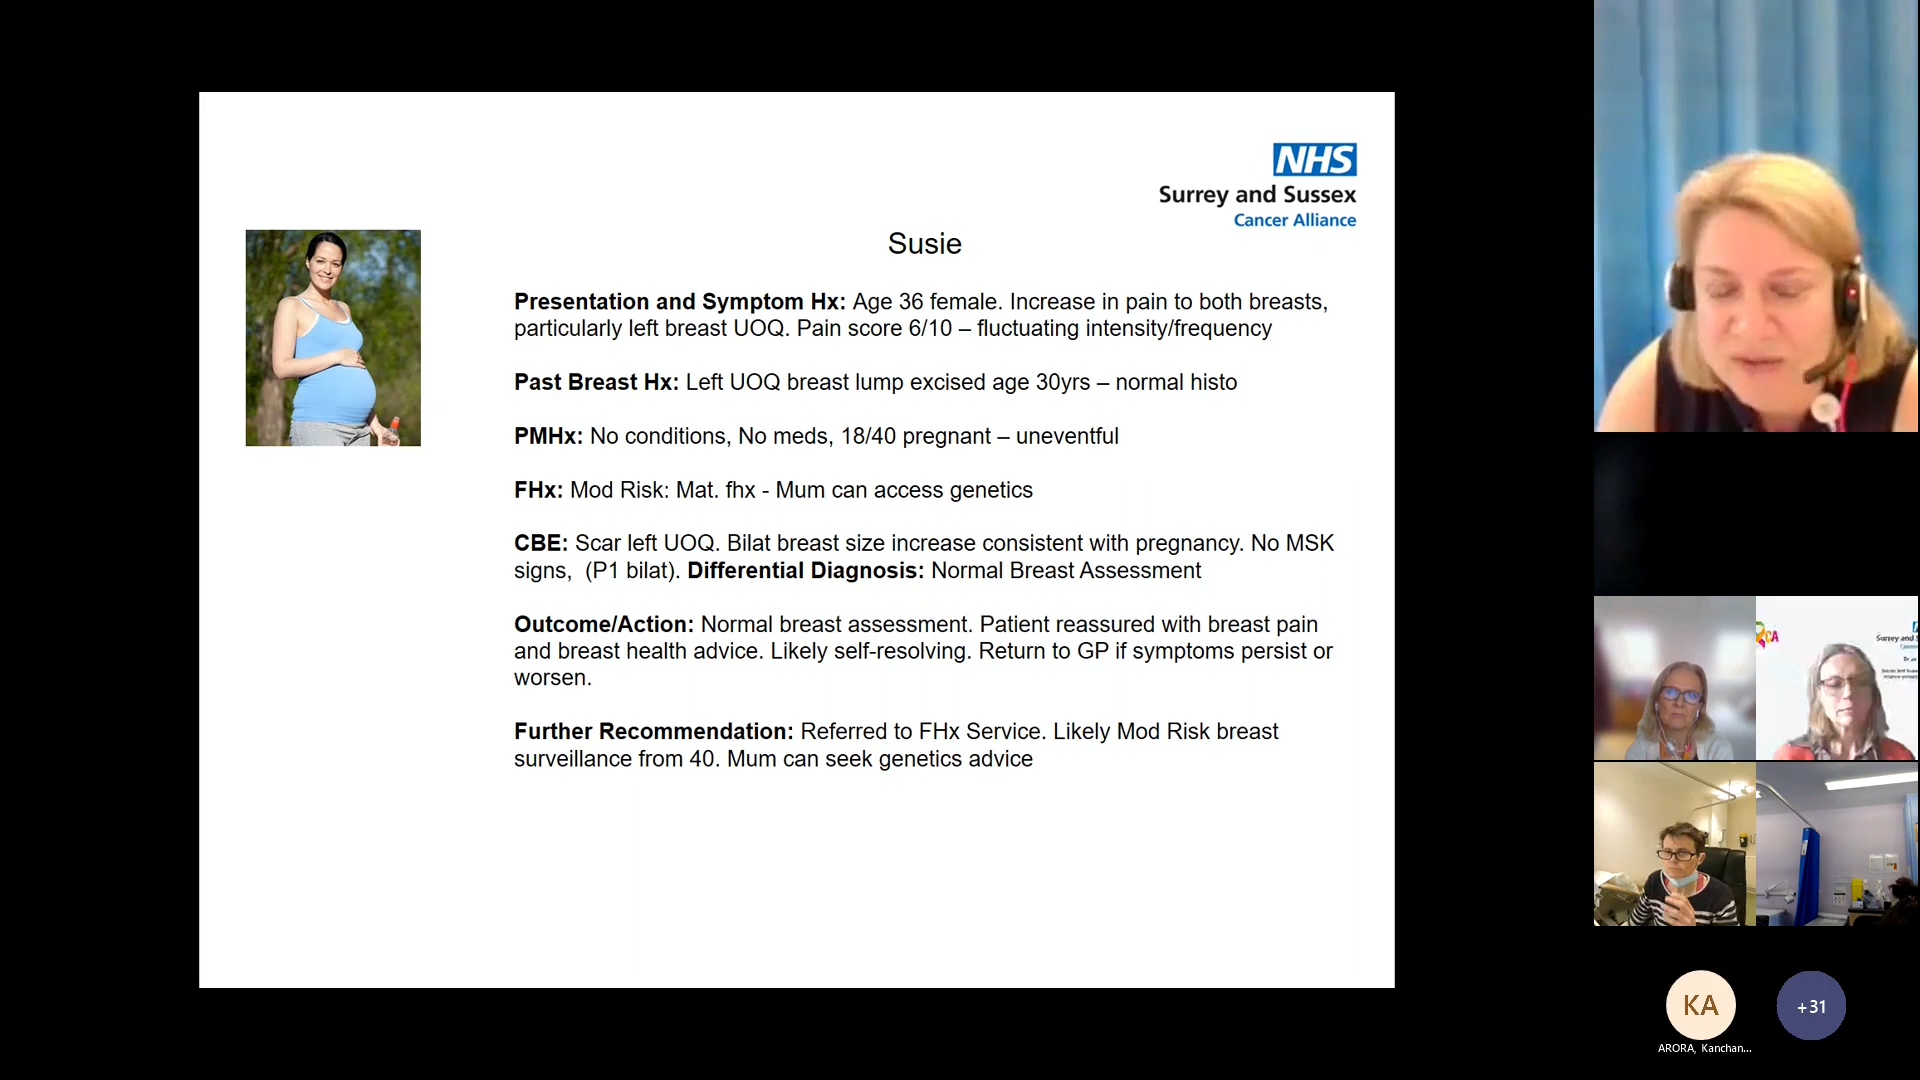 NHS
Surrey and Sussex
Cancer Alliance
Susie
Presentation and Symptom Hx: Age 36 female. Increase in pain to both breasts,
particularly left breast UOQ. Pain score 6/10 – fluctuating intensity/frequency
Past Breast Hx: Left UOQ breast lump excised age 30yrs – normal histo
PMHx: No conditions, No meds, 18/40 pregnant – uneventful
FHx: Mod Risk: Mat. fhx - Mum can access genetics
CBE: Scar left UOQ. Bilat breast size increase consistent with pregnancy. No MSK
signs,  (P1 bilat). Differential Diagnosis: Normal Breast Assessment
Outcome/Action: Normal breast assessment. Patient reassured with breast pain
and breast health advice. Likely self-resolving. Return to GP if symptoms persist or
worsen.
Further Recommendation: Referred to FHx Service. Likely Mod Risk breast
surveillance from 40. Mum can seek genetics advice
CA
Surrey and
KA
+31
ARORA, Kanchan...